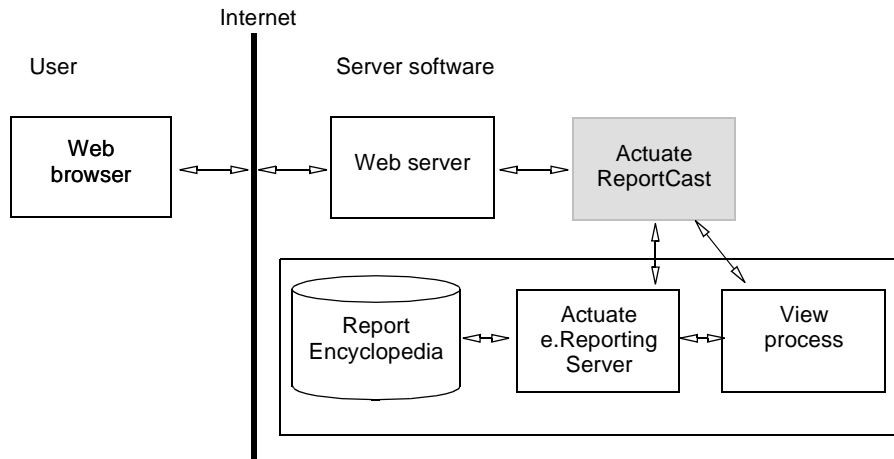 Internet
User
Server software
Web
browser
Web server
Actuate
ReportCast
Report
Encyclopedia
Actuate
e.Reporting
Server
View
process